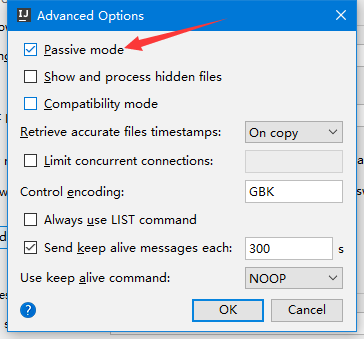 Advanced Options
Passive mode
Show and process hidden files
Compatibility mode
Retrieve accurate files timestamps: On copy
Limit concurrent connections:
Control encoding: GBK
Always use LIST command
Send keep alive messages each: 300 s
Use keep alive command: NOOP
? OK Cancel